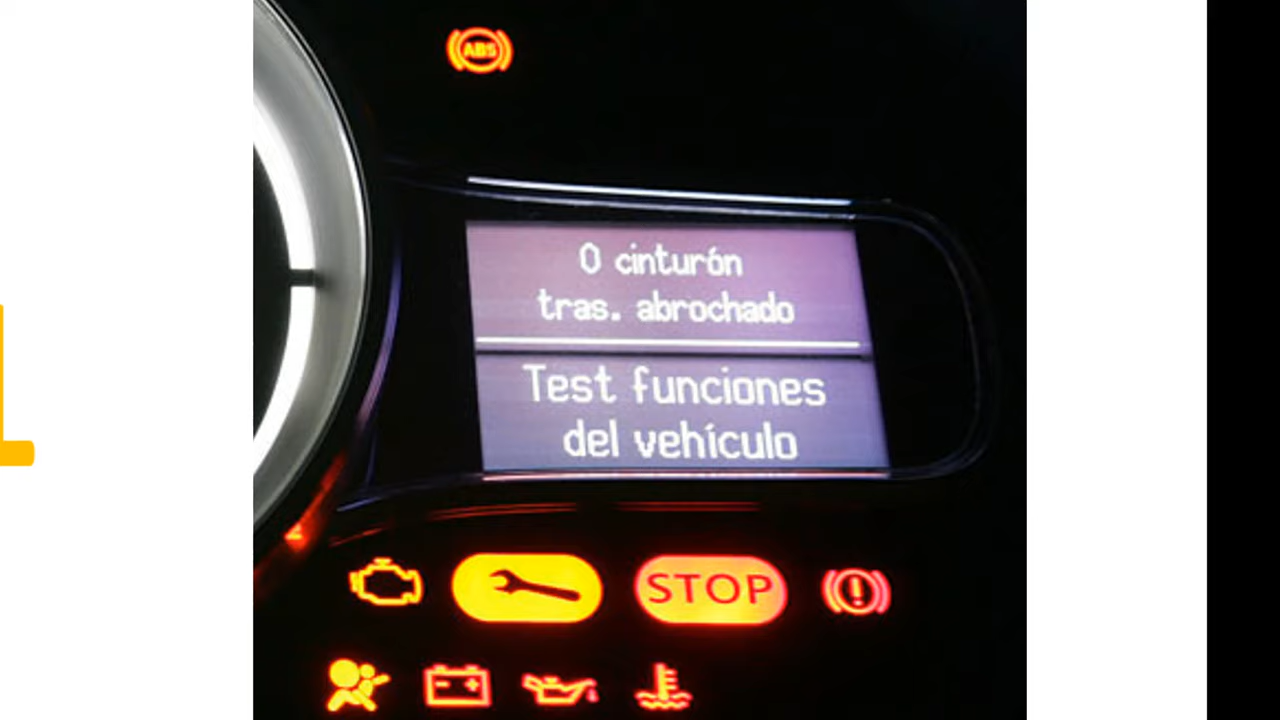 ABS
0 cinturón
tras. abrochado
Test funciones
del vehículo
STOP